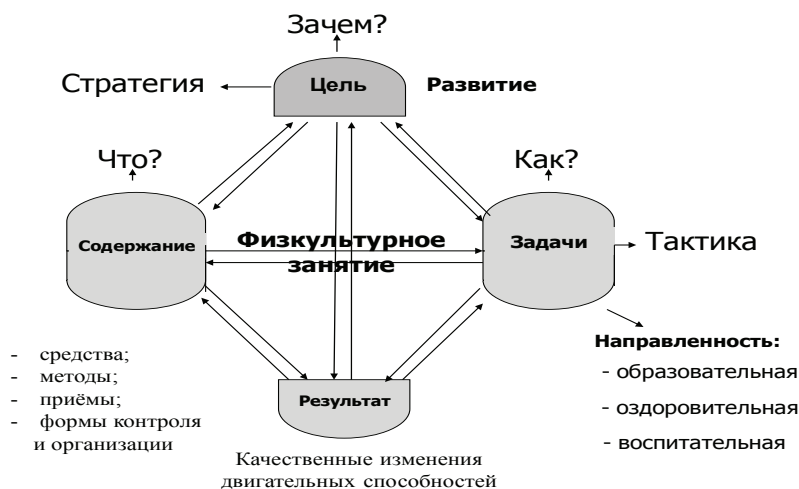 Зачем?
Стратегия
Цель
Развитие
Что?
Как?
Содержание
Физкультурное
занятие
Задачи
Тактика
Направленность:
- образовательная
- оздоровительная
- воспитательная
- средства;
- методы;
- приёмы;
- формы контроля
и организации
Результат
Качественные изменения
двигательных способностей